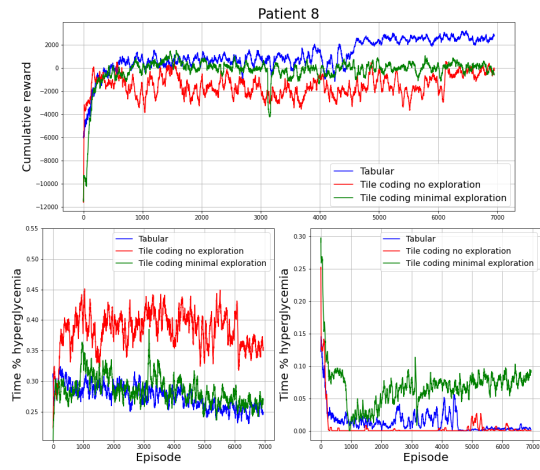 Patient 8
Cumulative reward
2000
0
−2000
−4000
−6000
−8000
−10000
−12000
0 1000 2000 3000 4000 5000 6000 7000
Tabular
Tile coding no exploration
Tile coding minimal exploration
Time % hyperglycemia
0.55
0.50
0.45
0.40
0.35
0.30
0.25
0 1000 2000 3000 4000 5000 6000 7000
Episode
Tabular
Tile coding no exploration
Tile coding minimal exploration
Time % hyperglycemia
0.30
0.25
0.20
0.15
0.10
0.05
0.00
0 1000 2000 3000 4000 5000 6000 7000
Episode
Tabular
Tile coding no exploration
Tile coding minimal exploration